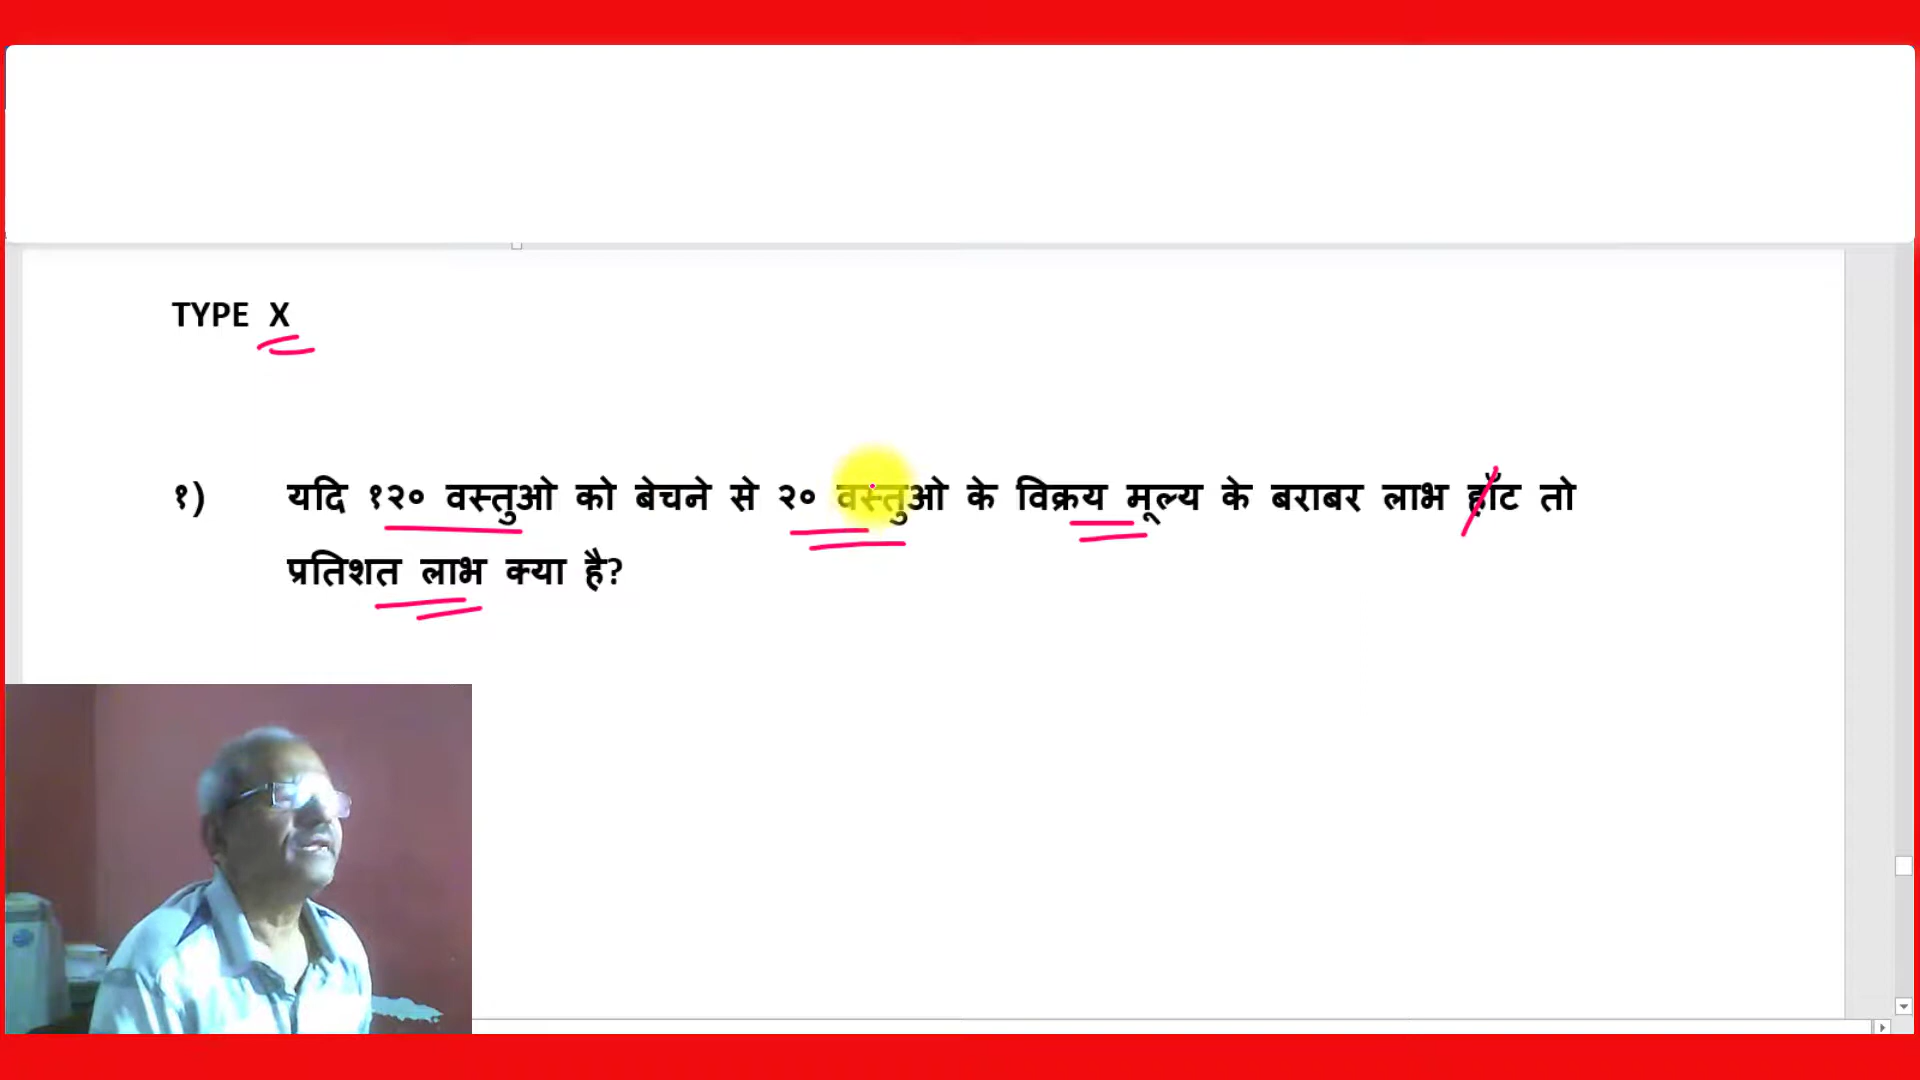 TYPE X
१) यदि १२० वस्तुओ को बेचने से २० वस्तुओ के विक्रय मूल्य के बराबर लाभ हाँट तो
प्रतिशत लाभ क्या है?